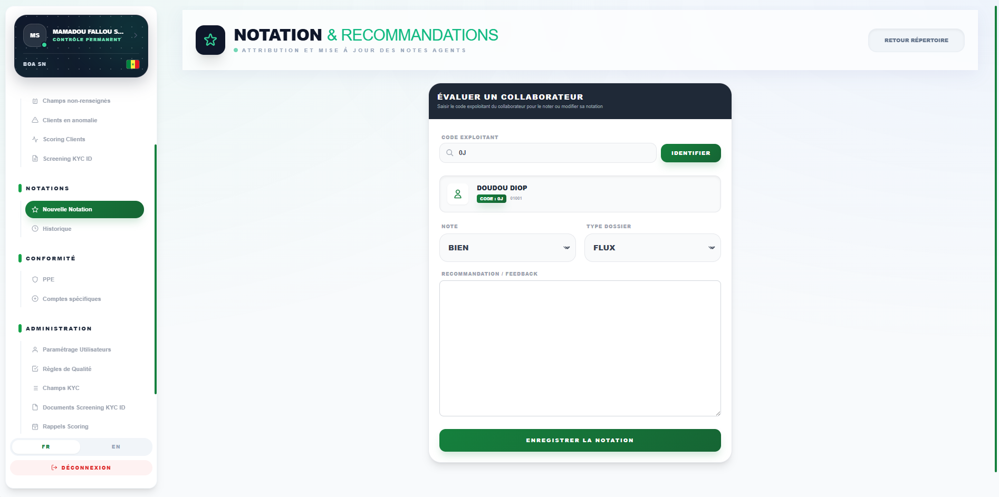 MS
MAMADOU FALLOU S...
CONTRÔLE PERMANENT
BOA SN
Champs non-renseignés
Clients en anomalie
Scoring Clients
Screening KYC ID
NOTATIONS
Nouvelle Notation
Historique
CONFORMITÉ
PPE
Comptes spécifiques
ADMINISTRATION
Paramétrage Utilisateurs
Règles de Qualité
Champs KYC
Documents Screening KYC ID
Rappels Scoring
FR EN
DÉCONNEXION
NOTATION & RECOMMANDATIONS
ATTRIBUTION ET MISE À JOUR DES NOTES AGENTS
RETOUR RÉPERTOIRE
ÉVALUER UN COLLABORATEUR
Saisir le code expoloitant du collaborateur pour le noter ou modifier sa notation
CODE EXPLOITANT
0J
IDENTIFIER
DOUDOU DIOP
CODE : 0J 01001
NOTE TYPE DOSSIER
BIEN FLUX
RECOMMANDATION / FEEDBACK
ENREGISTRER LA NOTATION